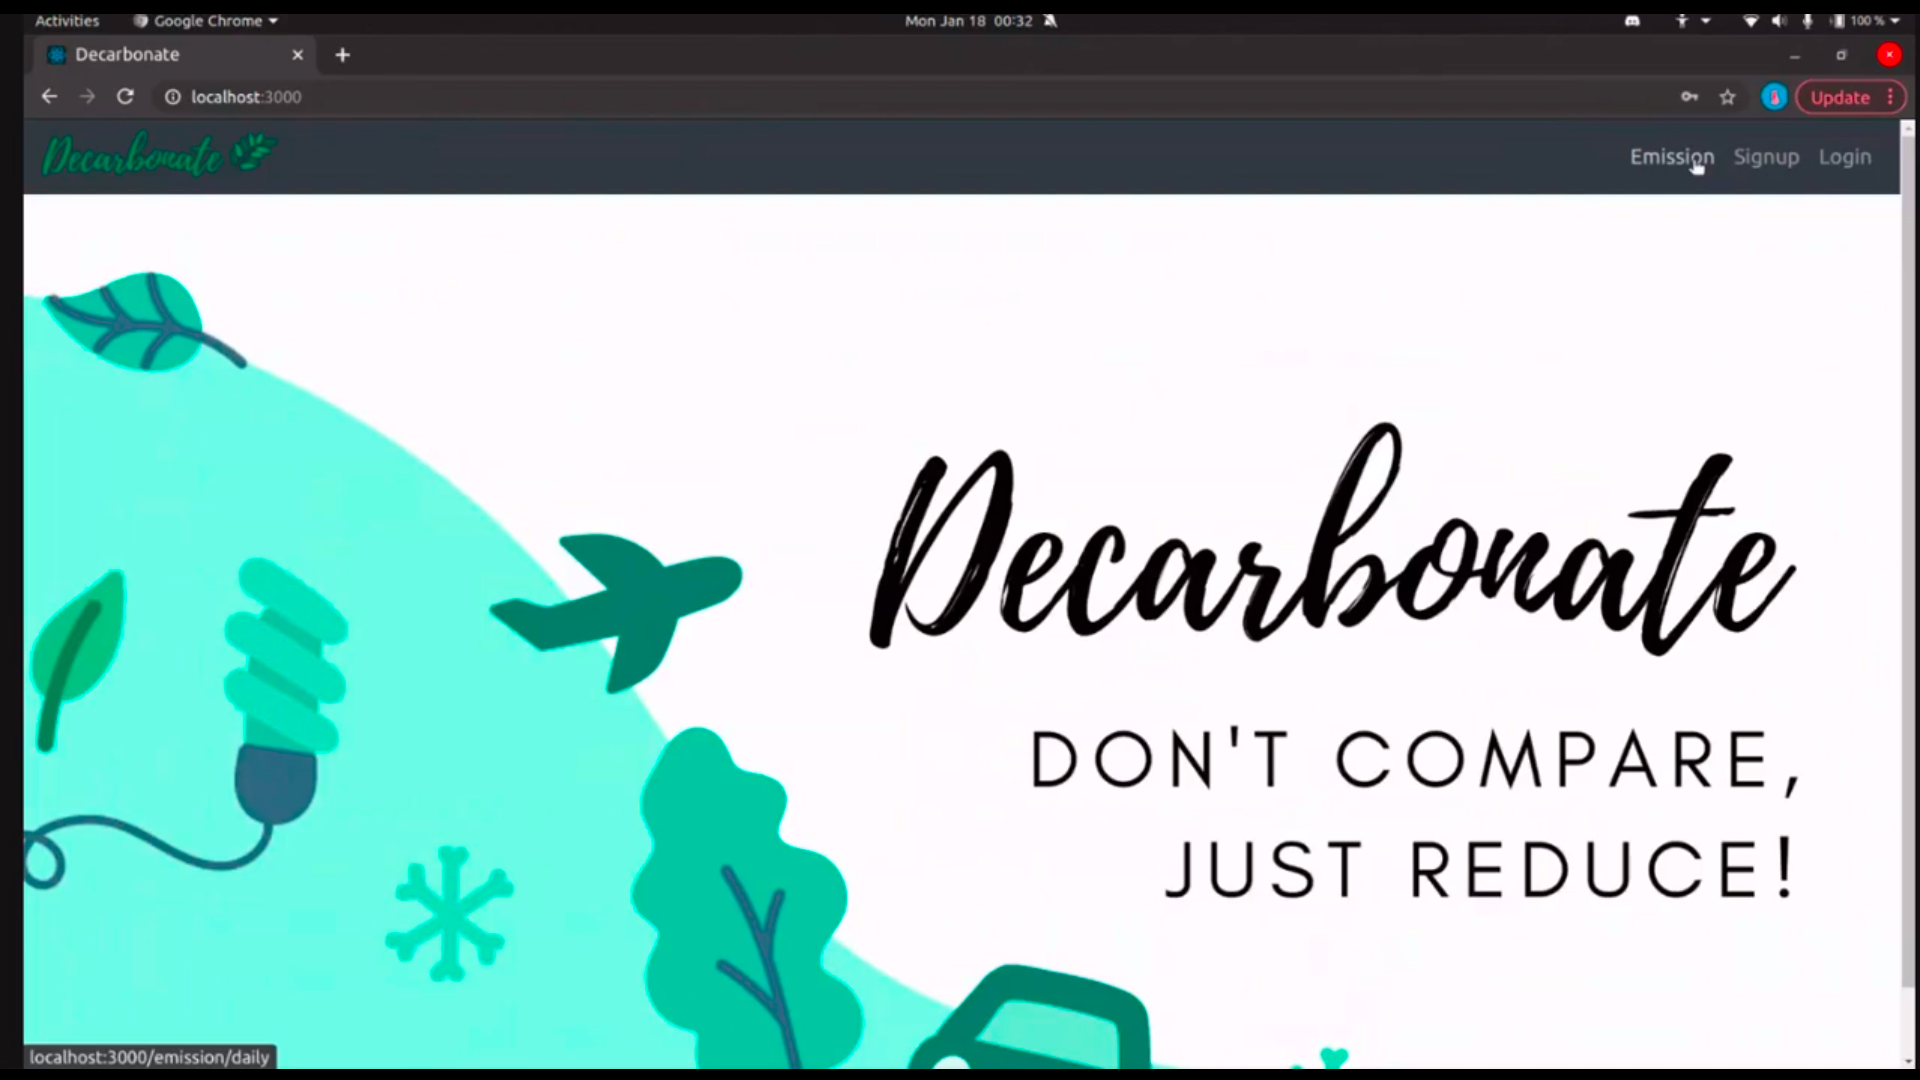 Activities Google Chrome Mon Jan 18 00:32 100 %
Decarbonate
localhost:3000 Update
Decarbonate Emission Signup Login
Decarbonate
DON'T COMPARE,
JUST REDUCE!
localhost:3000/emission/daily